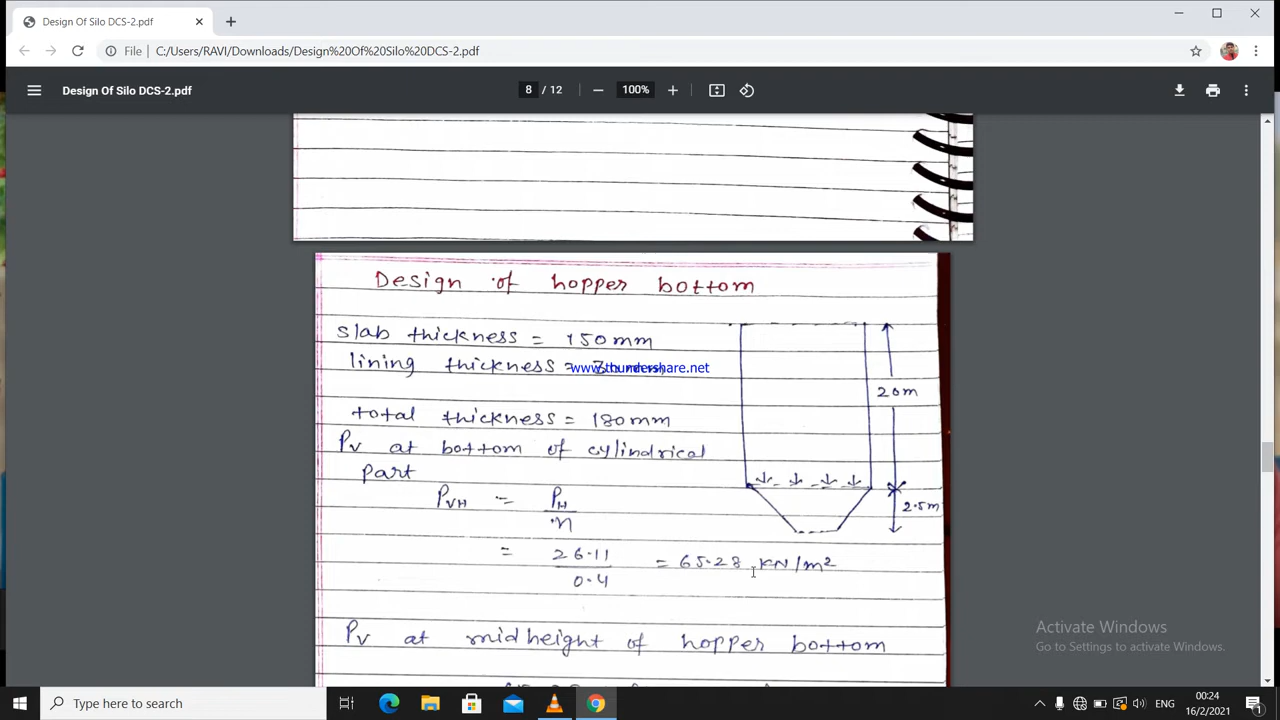 Design Of Silo DCS-2.pdf
File
C:/Users/RAVI/Downloads/Design%20Of%20Silo%20DCS-2.pdf
Design Of Silo DCS-2.pdf
8 / 12
100%
Design of hopper bottom
slab thickness = 150mm
lining thickness =
www.thundershare.net
total thickness = 180mm
Pv at bottom of cylindrical
part
PVH = PH
n
= 26.11 = 65.28 KN/m2
0.4
20m
2.5m
Pv at midheight of hopper bottom
Activate Windows
Go to Settings to activate Windows.
Type here to search
ENG
00:24
16/2/2021
1